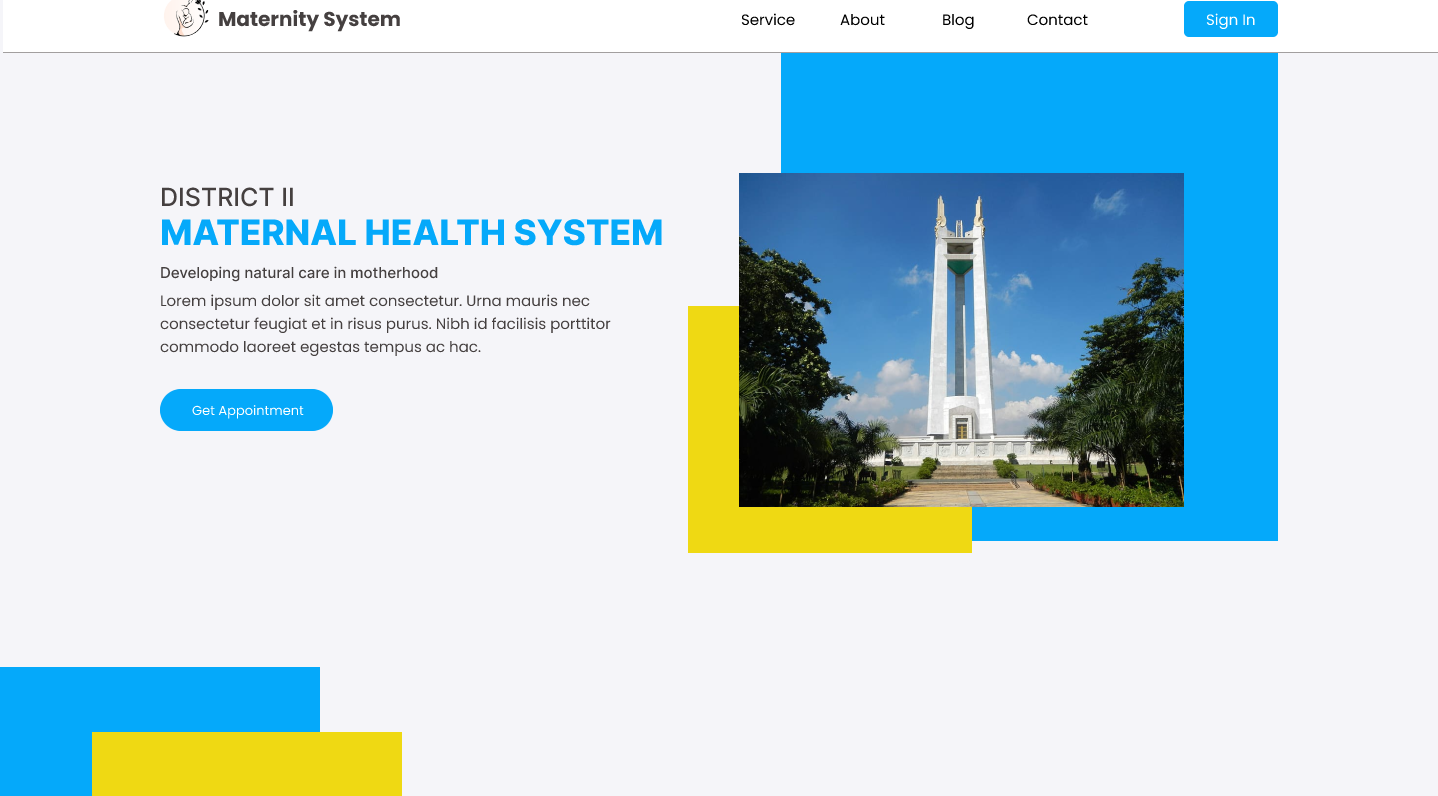 Maternity System
Service
About
Blog
Contact
Sign In
DISTRICT II
MATERNAL HEALTH SYSTEM
Developing natural care in motherhood
Lorem ipsum dolor sit amet consectetur. Urna mauris nec
consectetur feugiat et in risus purus. Nibh id facilisis porttitor
commodo laoreet egestas tempus ac hac.
Get Appointment